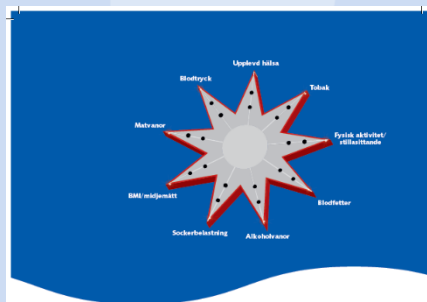 Upplevd hälsa
Blodtryck
Tobak
Matvanor
Fysisk aktivitet/
stillasittande
BMI/midjemått
Blodfetter
Sockerbelastning
Alkoholvanor